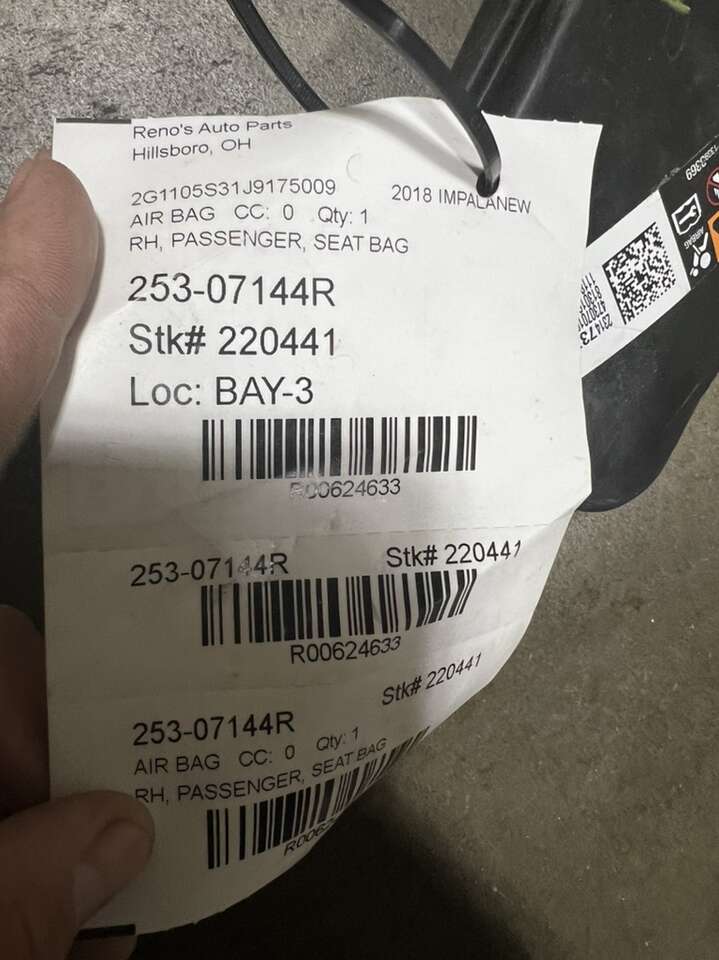 Reno's Auto Parts
Hillsboro, OH
2G1105S31J9175009
2018 IMPALANEW
AIR BAG CC: 0 Qty: 1
RH, PASSENGER, SEAT BAG
253-07144R
Stk# 220441
Loc: BAY-3
R00624633
253-07144R
Stk# 220441
R00624633
Stk# 220441
253-07144R
AIR BAG CC: 0 Qty: 1
RH, PASSENGER, SEAT BAG
AIRBAG